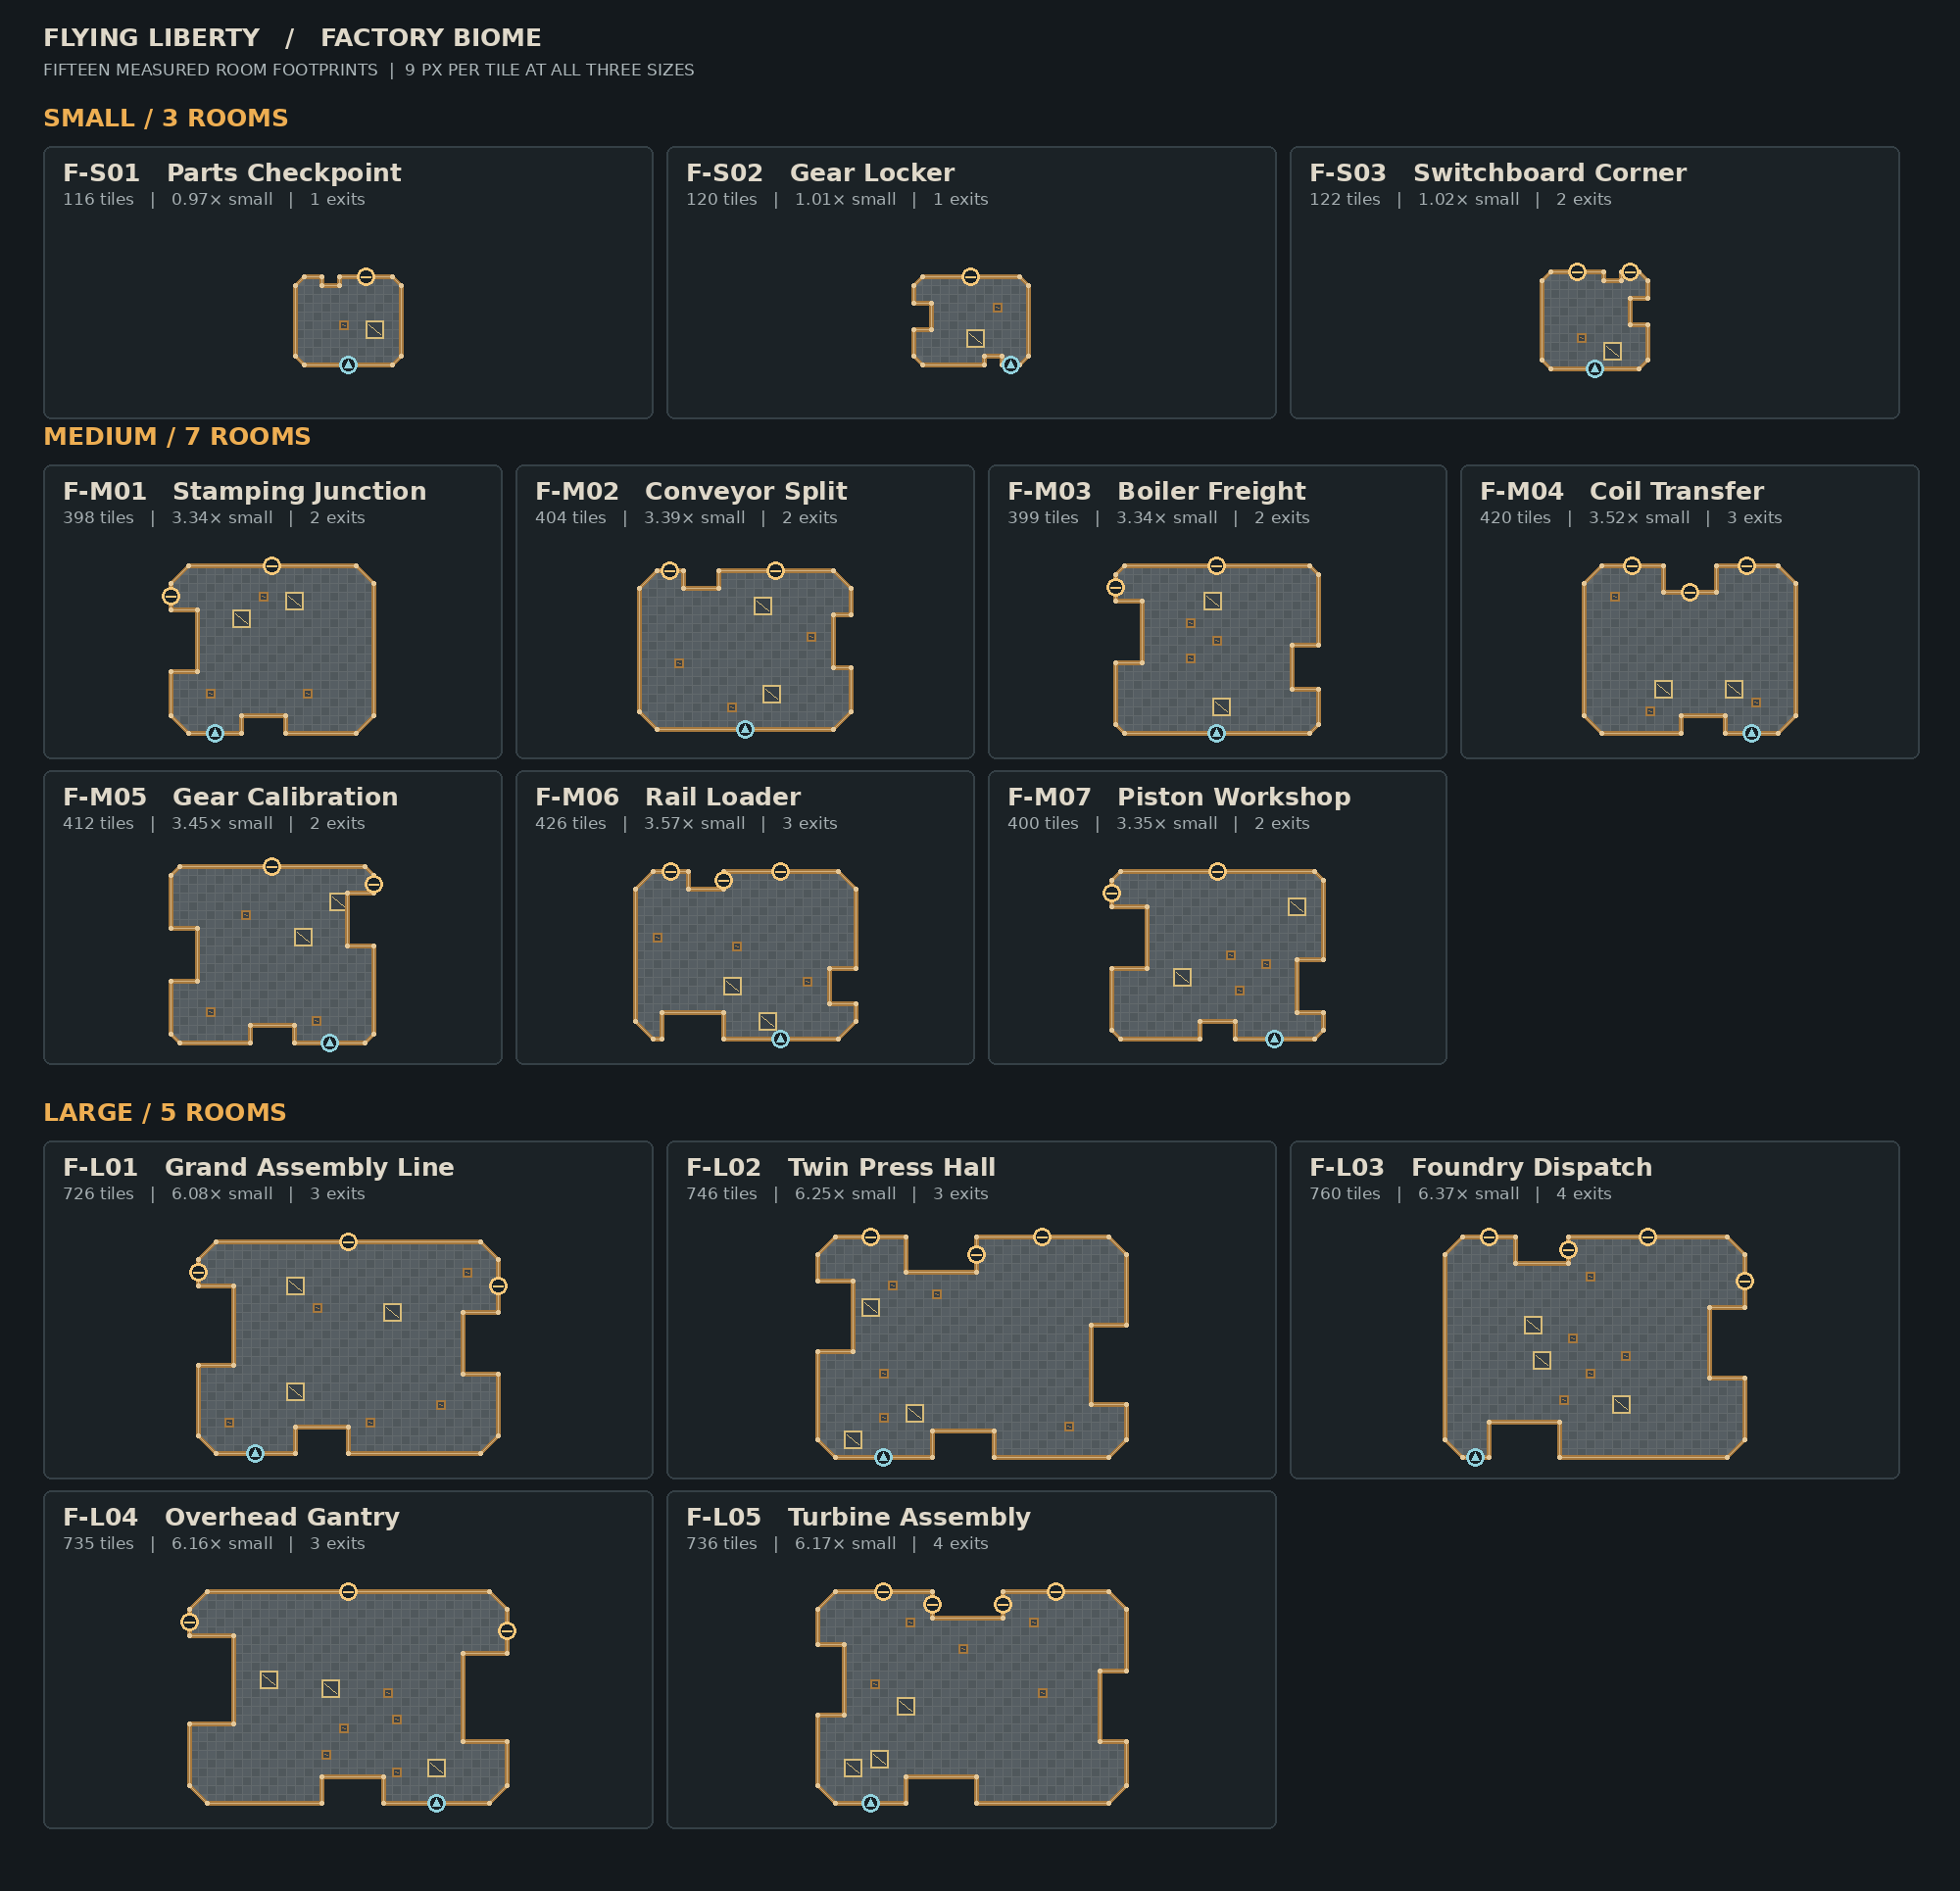 FLYING LIBERTY / FACTORY BIOME
FIFTEEN MEASURED ROOM FOOTPRINTS | 9 PX PER TILE AT ALL THREE SIZES
SMALL / 3 ROOMS
F-S01 Parts Checkpoint
116 tiles | 0.97× small | 1 exits
F-S02 Gear Locker
120 tiles | 1.01× small | 1 exits
F-S03 Switchboard Corner
122 tiles | 1.02× small | 2 exits
MEDIUM / 7 ROOMS
F-M01 Stamping Junction
398 tiles | 3.34× small | 2 exits
F-M02 Conveyor Split
404 tiles | 3.39× small | 2 exits
F-M03 Boiler Freight
399 tiles | 3.34× small | 2 exits
F-M04 Coil Transfer
420 tiles | 3.52× small | 3 exits
F-M05 Gear Calibration
412 tiles | 3.45× small | 2 exits
F-M06 Rail Loader
426 tiles | 3.57× small | 3 exits
F-M07 Piston Workshop
400 tiles | 3.35× small | 2 exits
LARGE / 5 ROOMS
F-L01 Grand Assembly Line
726 tiles | 6.08× small | 3 exits
F-L02 Twin Press Hall
746 tiles | 6.25× small | 3 exits
F-L03 Foundry Dispatch
760 tiles | 6.37× small | 4 exits
F-L04 Overhead Gantry
735 tiles | 6.16× small | 3 exits
F-L05 Turbine Assembly
736 tiles | 6.17× small | 4 exits